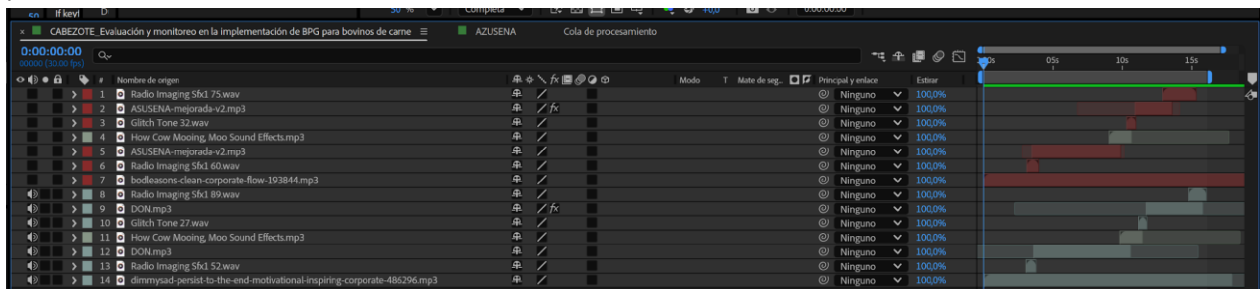 50 If keyl D 50 % Completa +0,0 0:00:00:00
× CABEZOTE_Evaluación y monitoreo en la implementación de BPG para bovinos de carne ≡ AZUSENA Cola de procesamiento
0:00:00:00
00000 (30.00 fps)
05s 10s 15s
# Nombre de origen fx Modo T Mate de seg.. Principal y enlace Estirar
1 Radio Imaging Sfx1 75.wav Ninguno 100,0%
2 ASUSENA-mejorada-v2.mp3 fx Ninguno 100,0%
3 Glitch Tone 32.wav Ninguno 100,0%
4 How Cow Mooing, Moo Sound Effects.mp3 Ninguno 100,0%
5 ASUSENA-mejorada-v2.mp3 Ninguno 100,0%
6 Radio Imaging Sfx1 60.wav Ninguno 100,0%
7 bodleasons-clean-corporate-flow-193844.mp3 Ninguno 100,0%
8 Radio Imaging Sfx1 89.wav Ninguno 100,0%
9 DON.mp3 fx Ninguno 100,0%
10 Glitch Tone 27.wav Ninguno 100,0%
11 How Cow Mooing, Moo Sound Effects.mp3 Ninguno 100,0%
12 DON.mp3 Ninguno 100,0%
13 Radio Imaging Sfx1 52.wav Ninguno 100,0%
14 dimmysad-persist-to-the-end-motivational-inspiring-corporate-486296.mp3 Ninguno 100,0%